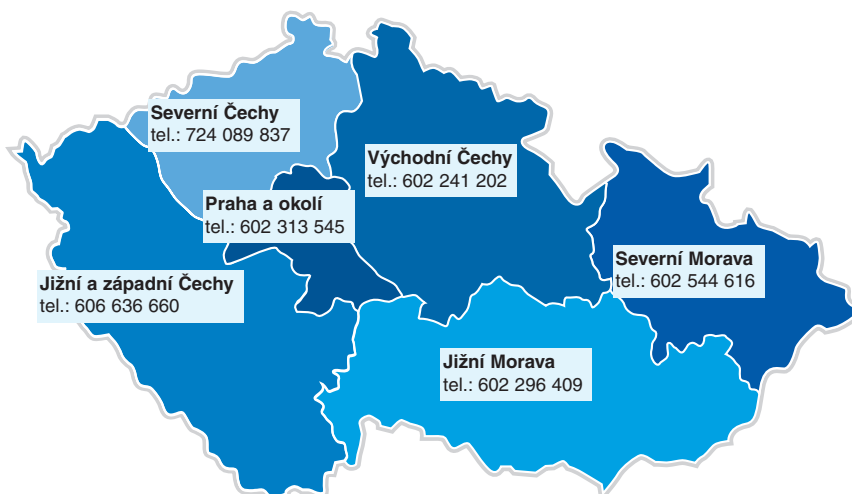 Severní Čechy
tel.: 724 089 837
Východní Čechy
tel.: 602 241 202
Praha a okolí
tel.: 602 313 545
Severní Morava
tel.: 602 544 616
Jižní a západní Čechy
tel.: 606 636 660
Jižní Morava
tel.: 602 296 409